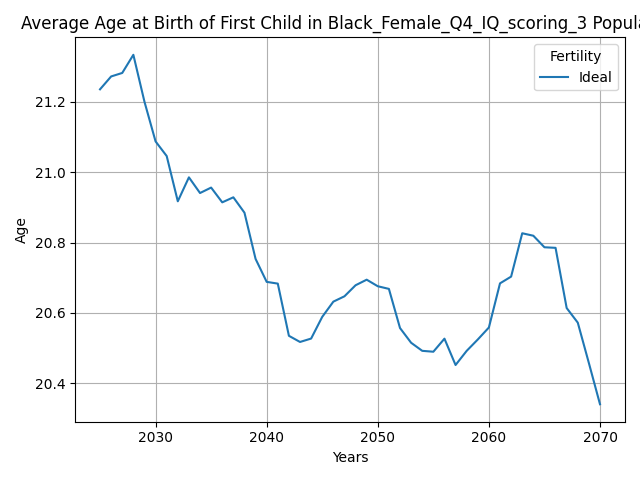 Average Age at Birth of First Child in Black_Female_Q4_IQ_scoring_3 Popula
Fertility
Ideal
21.2
21.0
20.8
20.6
20.4
Age
2030 2040 2050 2060 2070
Years